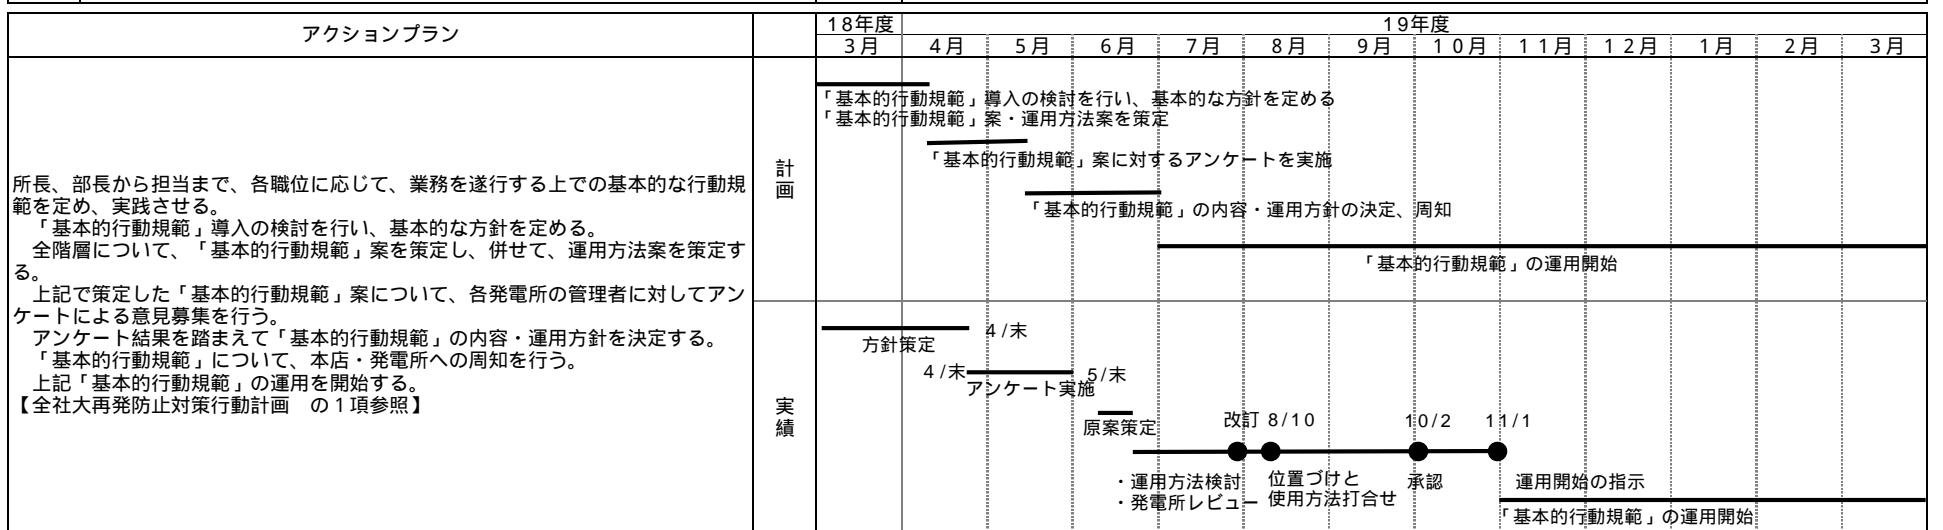 アクションプラン
18年度
19年度
3月 4月 5月 6月 7月 8月 9月 10月 11月 12月 1月 2月 3月
所長、部長から担当まで、各職位に応じて、業務を遂行する上での基本的な行動規
範を定め、実践させる。
「基本的行動規範」導入の検討を行い、基本的な方針を定める。
全階層について、「基本的行動規範」案を策定し、併せて、運用方法案を策定す
る。
上記で策定した「基本的行動規範」案について、各発電所の管理者に対してアン
ケートによる意見募集を行う。
アンケート結果を踏まえて「基本的行動規範」の内容・運用方針を決定する。
「基本的行動規範」について、本店・発電所への周知を行う。
上記「基本的行動規範」の運用を開始する。
【全社大再発防止対策行動計画　の1項参照】
計画
「基本的行動規範」導入の検討を行い、基本的な方針を定める
「基本的行動規範」案・運用方法案を策定
「基本的行動規範」案に対するアンケートを実施
「基本的行動規範」の内容・運用方針の決定、周知
「基本的行動規範」の運用開始
実績
4/末
方針策定
4/末
5/末
アンケート実施
原案策定
改訂 8/10
10/2
11/1
・運用方法検討
・発電所レビュー
位置づけと
使用方法打合せ
承認
運用開始の指示
「基本的行動規範」の運用開始